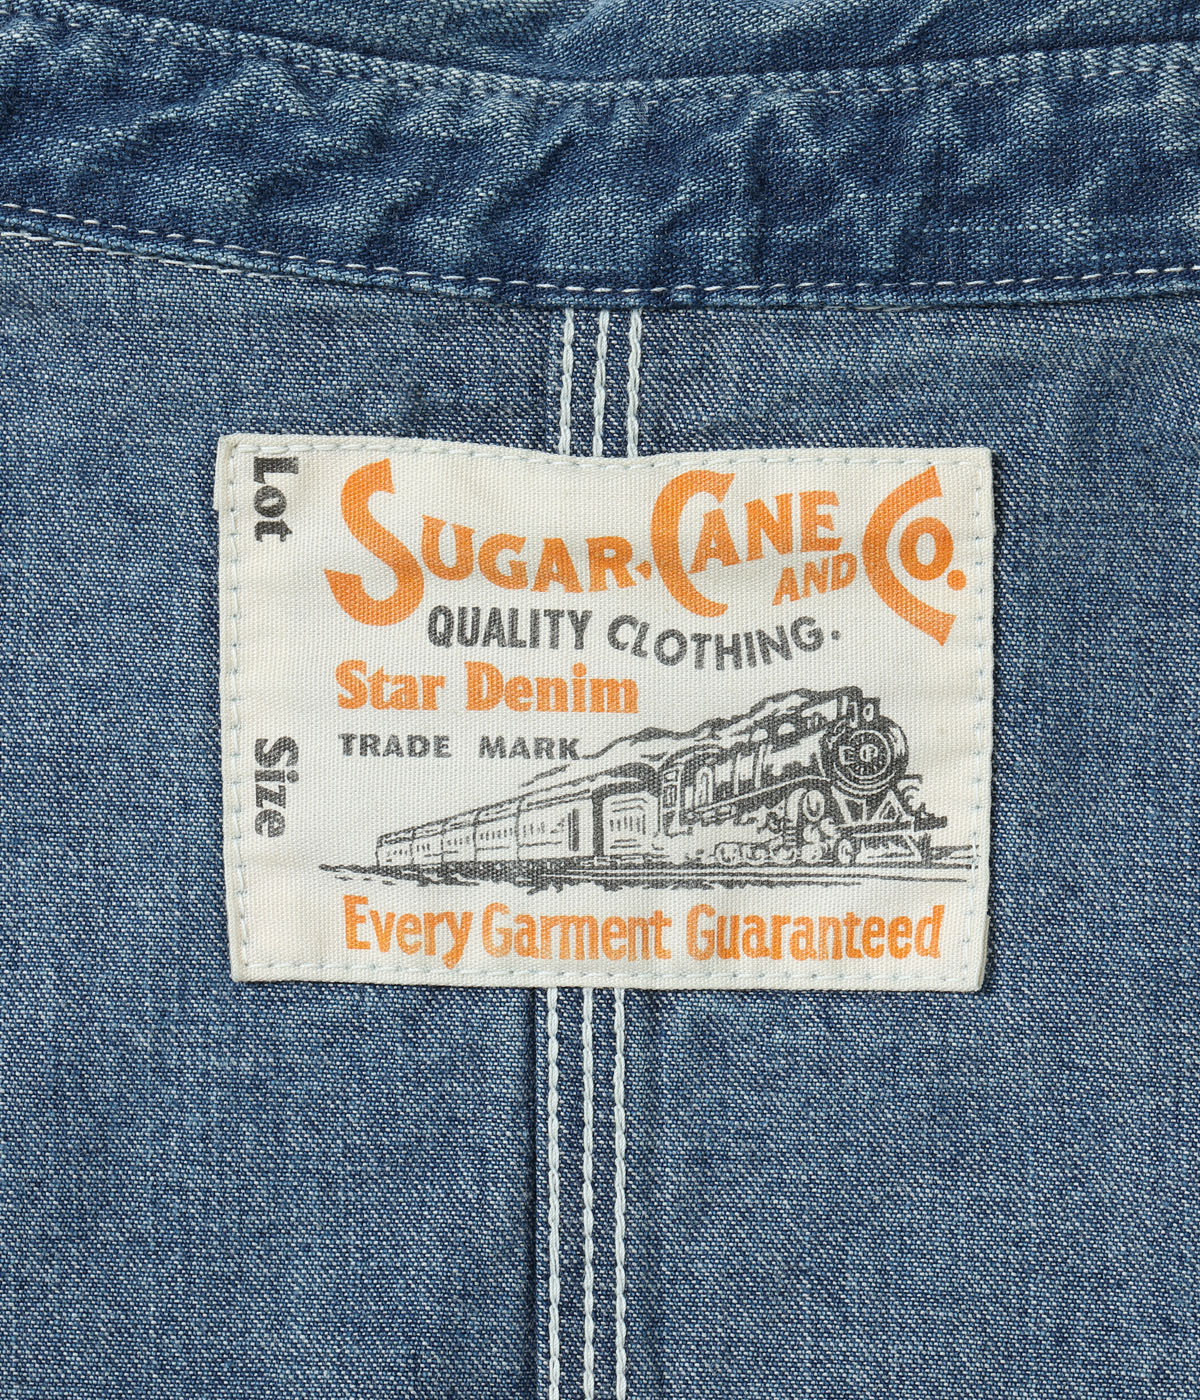 Lot
Size
SUGAR-CANE AND CO.
QUALITY CLOTHING.
Star Denim
TRADE MARK
Every Garment Guaranteed